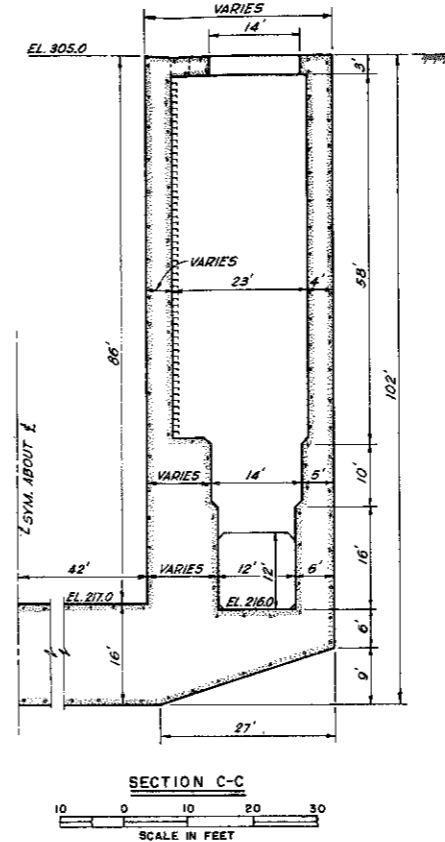 VARIES
14'
EL. 305.0
3'
VARIES
23'
4'
58'
86'
102'
SYM. ABOUT ℄
VARIES
14'
5'
10'
42'
VARIES
12'
12'
6'
16'
EL. 217.0
EL. 216.0
6'
16'
9'
27'
SECTION C-C
10 0 10 20 30
SCALE IN FEET